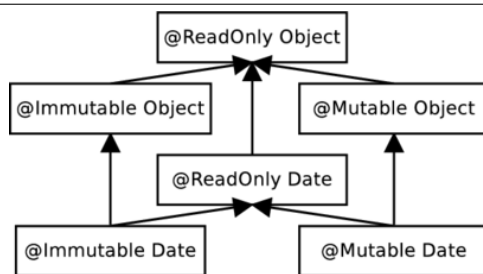 @ReadOnly Object
@Immutable Object
@Mutable Object
@ReadOnly Date
@Immutable Date
@Mutable Date